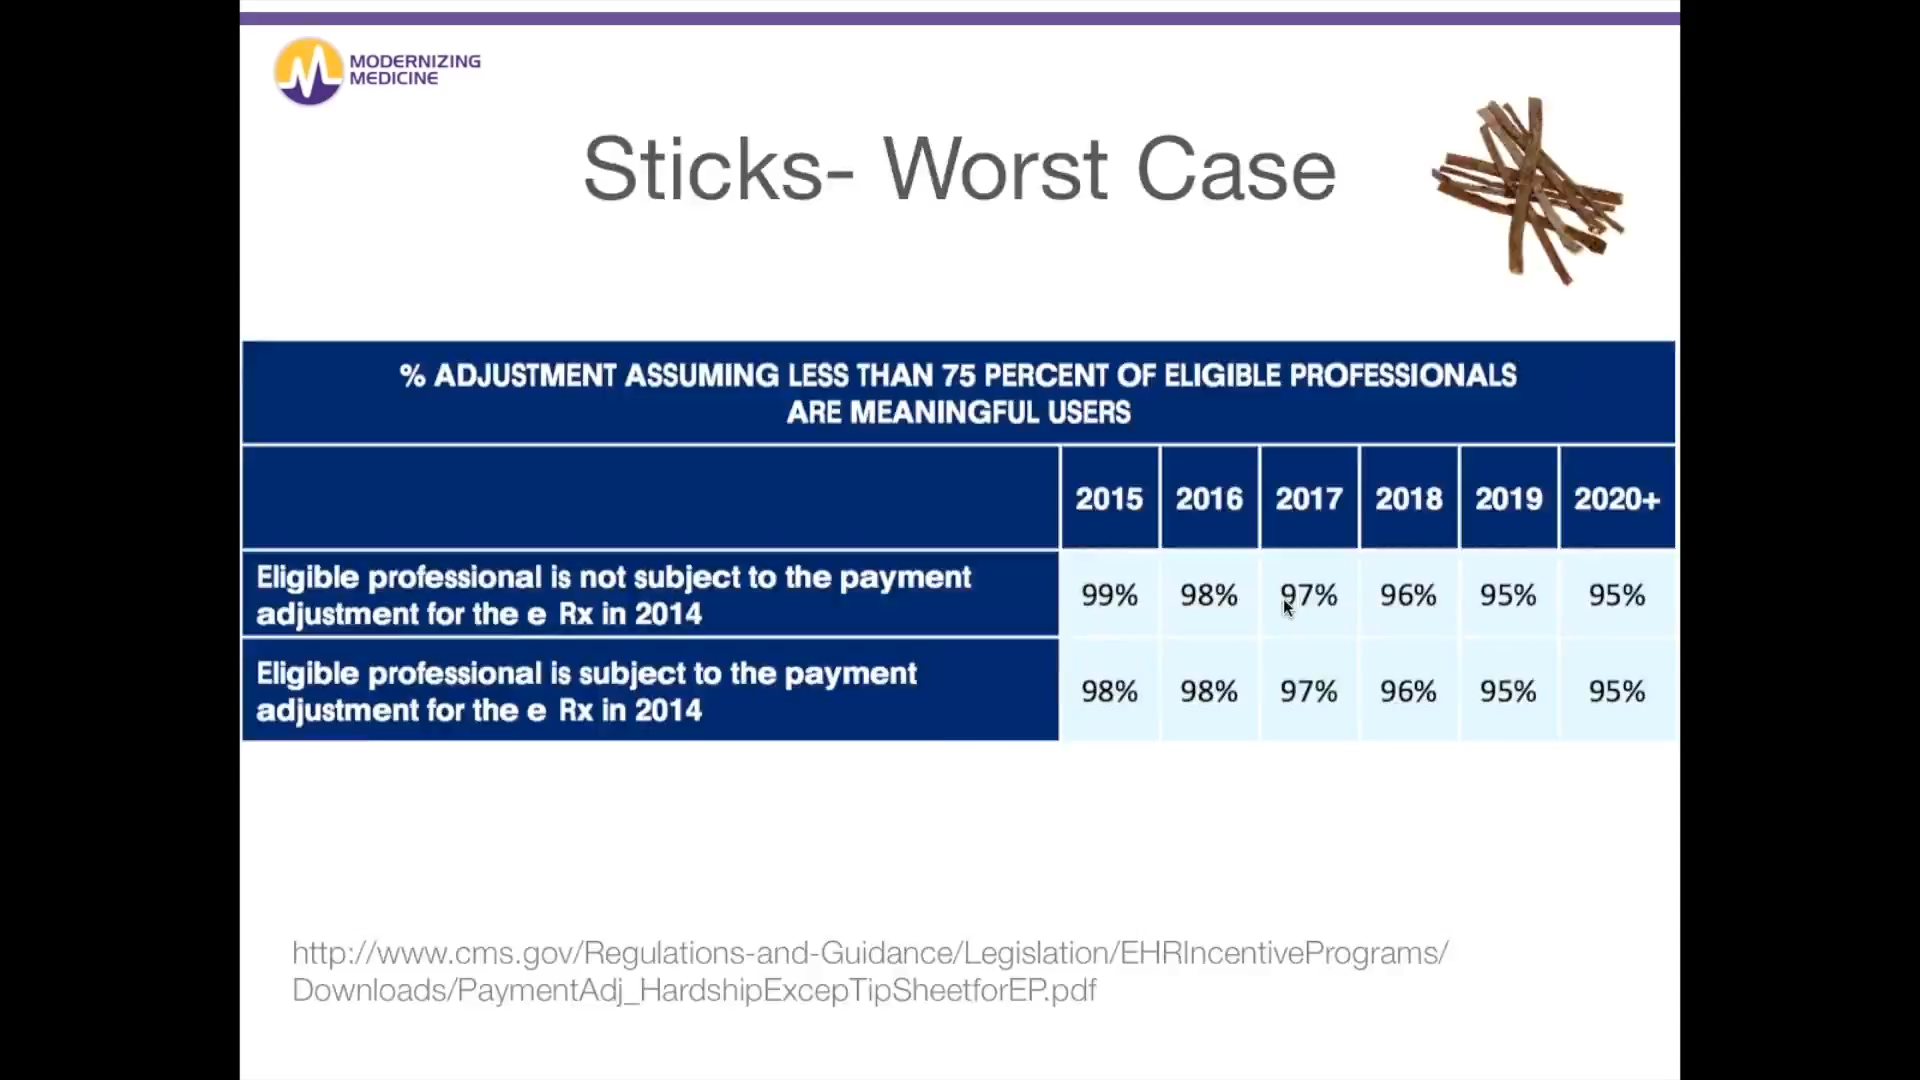 MODERNIZING
MEDICINE
Sticks- Worst Case
% ADJUSTMENT ASSUMING LESS THAN 75 PERCENT OF ELIGIBLE PROFESSIONALS
ARE MEANINGFUL USERS
2015 2016 2017 2018 2019 2020+
Eligible professional is not subject to the payment
adjustment for the e Rx in 2014
99% 98% 97% 96% 95% 95%
Eligible professional is subject to the payment
adjustment for the e Rx in 2014
98% 98% 97% 96% 95% 95%
http://www.cms.gov/Regulations-and-Guidance/Legislation/EHRIncentivePrograms/
Downloads/PaymentAdj_HardshipExcepTipSheetforEP.pdf